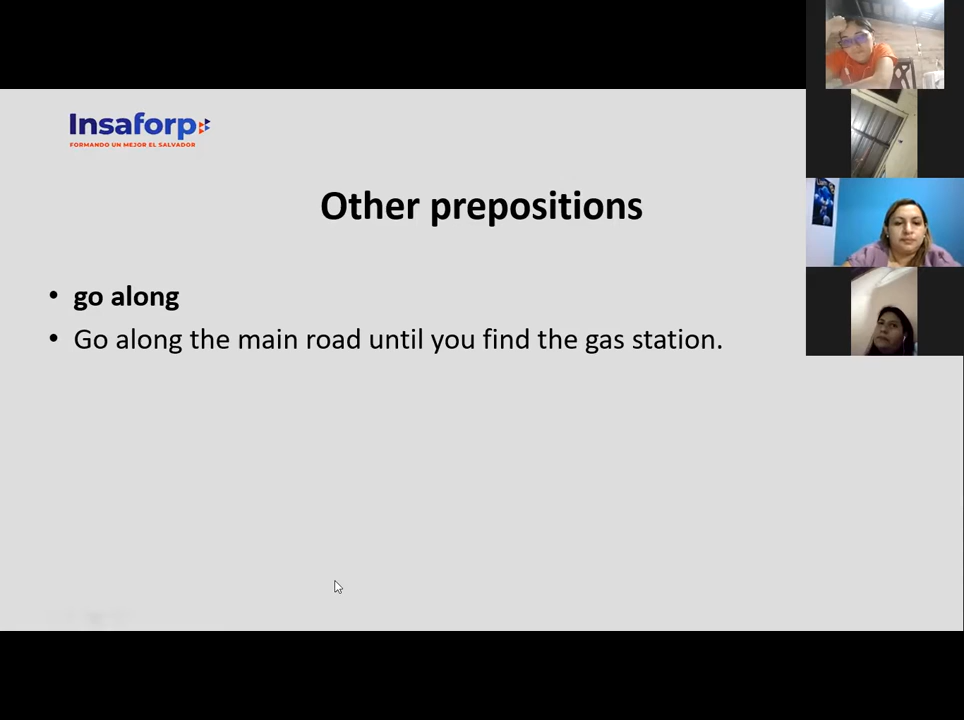 Insaforp
FORMANDO UN MEJOR EL SALVADOR
Other prepositions
• go along
• Go along the main road until you find the gas station.